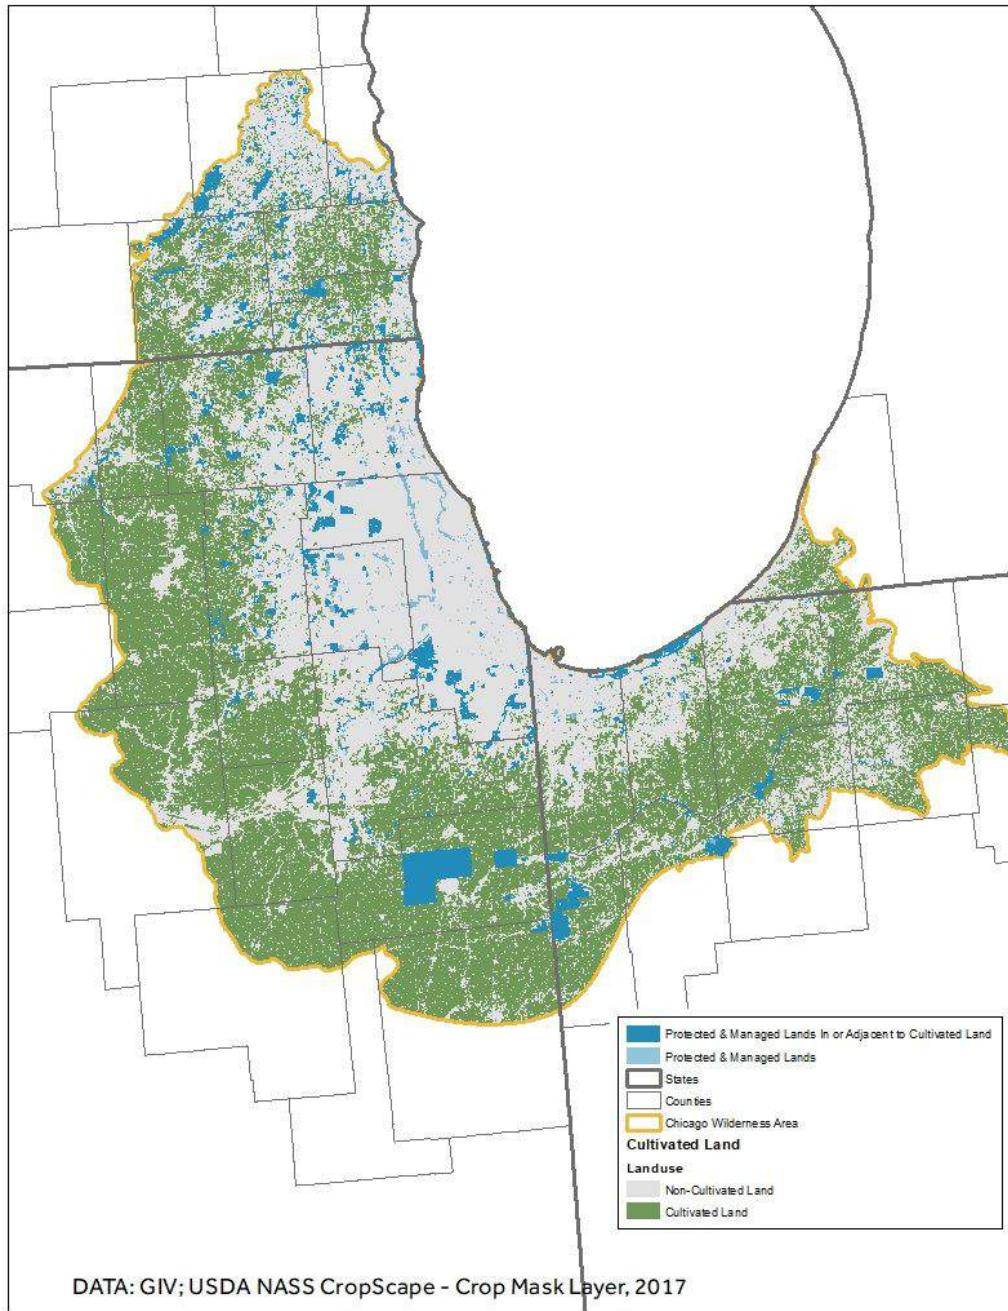 Protected & Managed Lands In or Adjacent to Cultivated Land
Protected & Managed Lands
States
Counties
Chicago Wilderness Area
Cultivated Land
Landuse
Non-Cultivated Land
Cultivated Land
DATA: GIV; USDA NASS CropScape - Crop Mask Layer, 2017